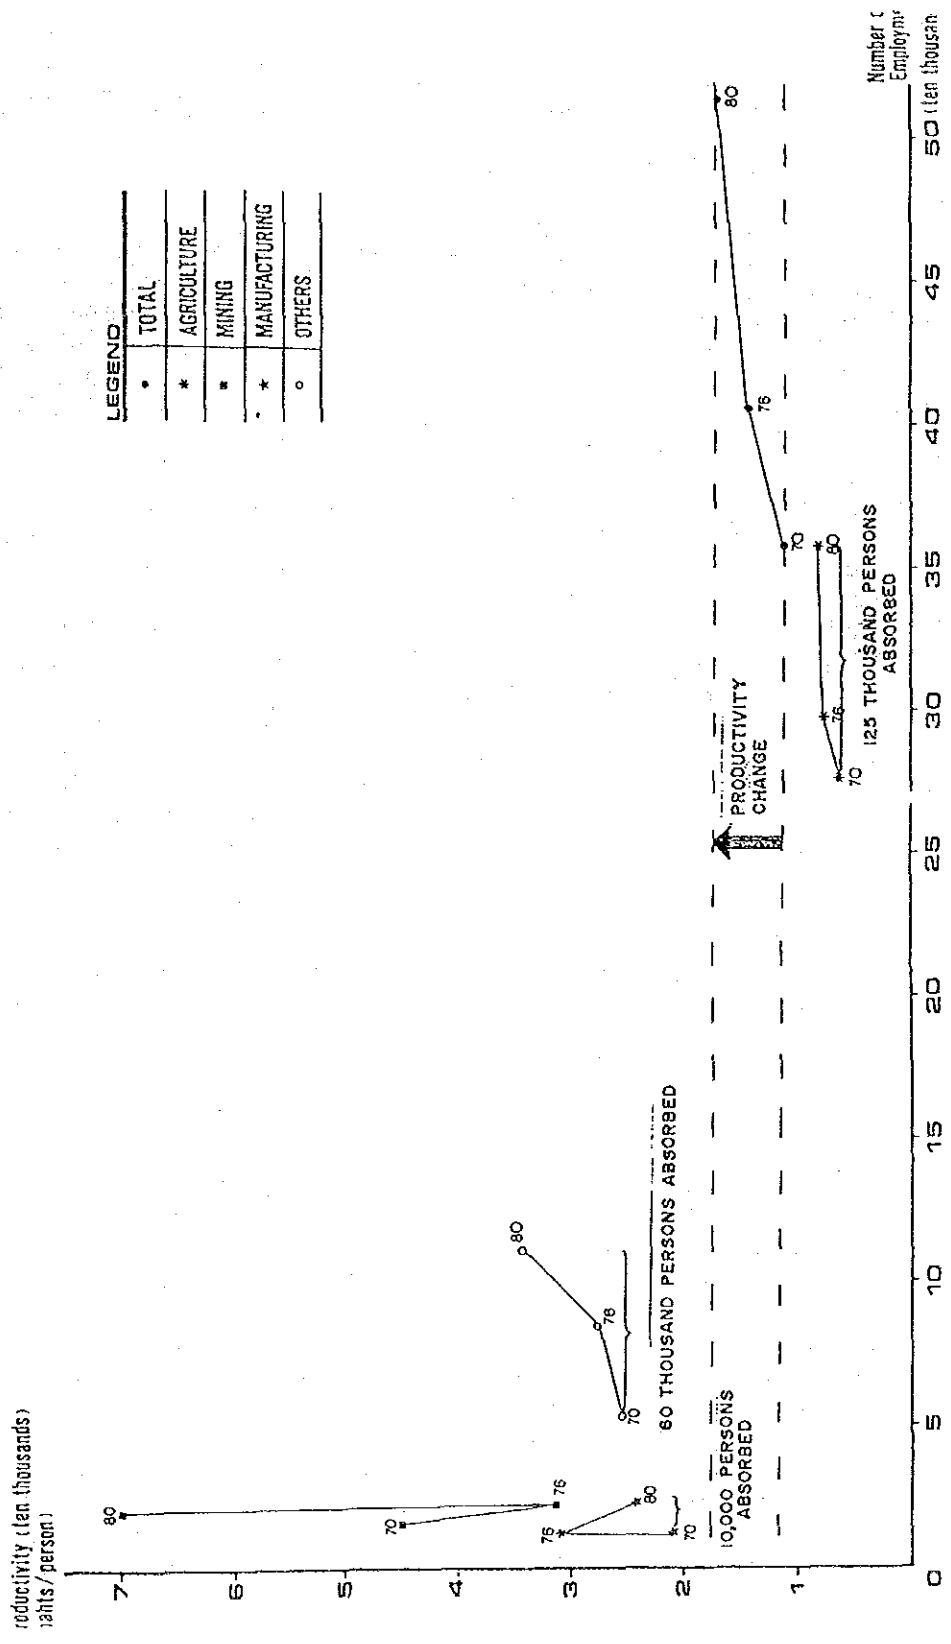 roductivity (ten thousands)
ahts / person)
7
6
5
4
3
2
1
0
5
10
15
20
25
30
35
40
45
50
Number
Employm
(ten thousan
LEGEND
• TOTAL
* AGRICULTURE
■ MINING
★ MANUFACTURING
○ OTHERS
80
70
76
76
80
70
10,000 PERSONS
ABSORBED
70
76
80
60 THOUSAND PERSONS ABSORBED
PRODUCTIVITY
CHANGE
70
76
80
125 THOUSAND PERSONS
ABSORBED
70
76
80